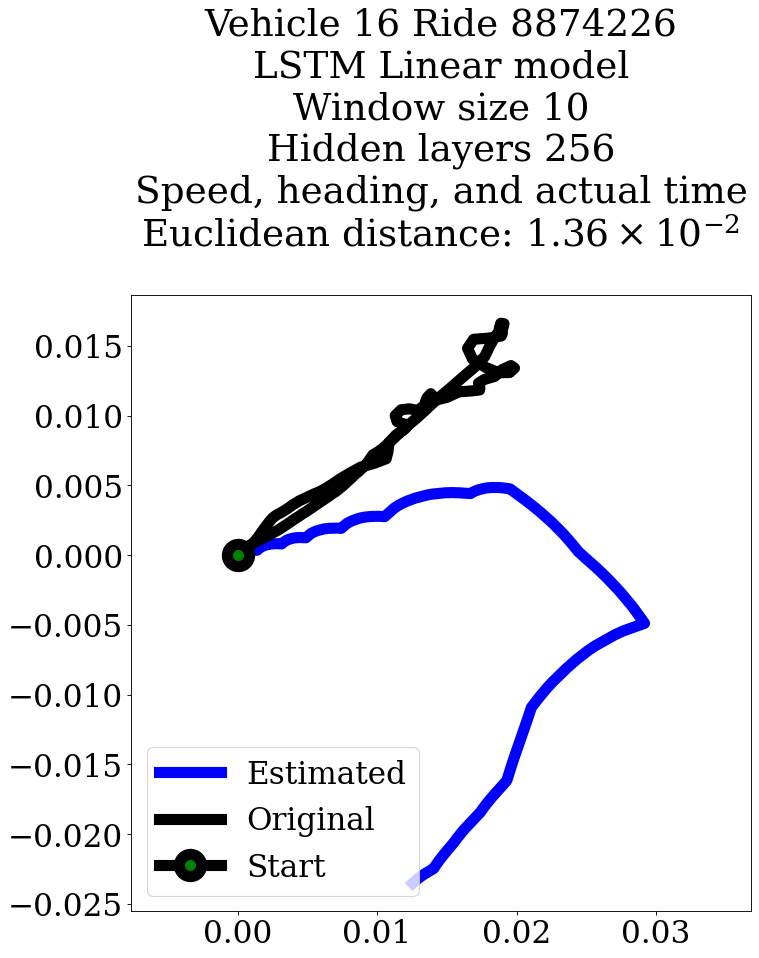 Vehicle 16 Ride 8874226
LSTM Linear model
Window size 10
Hidden layers 256
Speed, heading, and actual time
Euclidean distance: 1.36 × 10⁻²
0.015
0.010
0.005
0.000
−0.005
−0.010
−0.015
−0.020
−0.025
Estimated
Original
Start
0.00 0.01 0.02 0.03